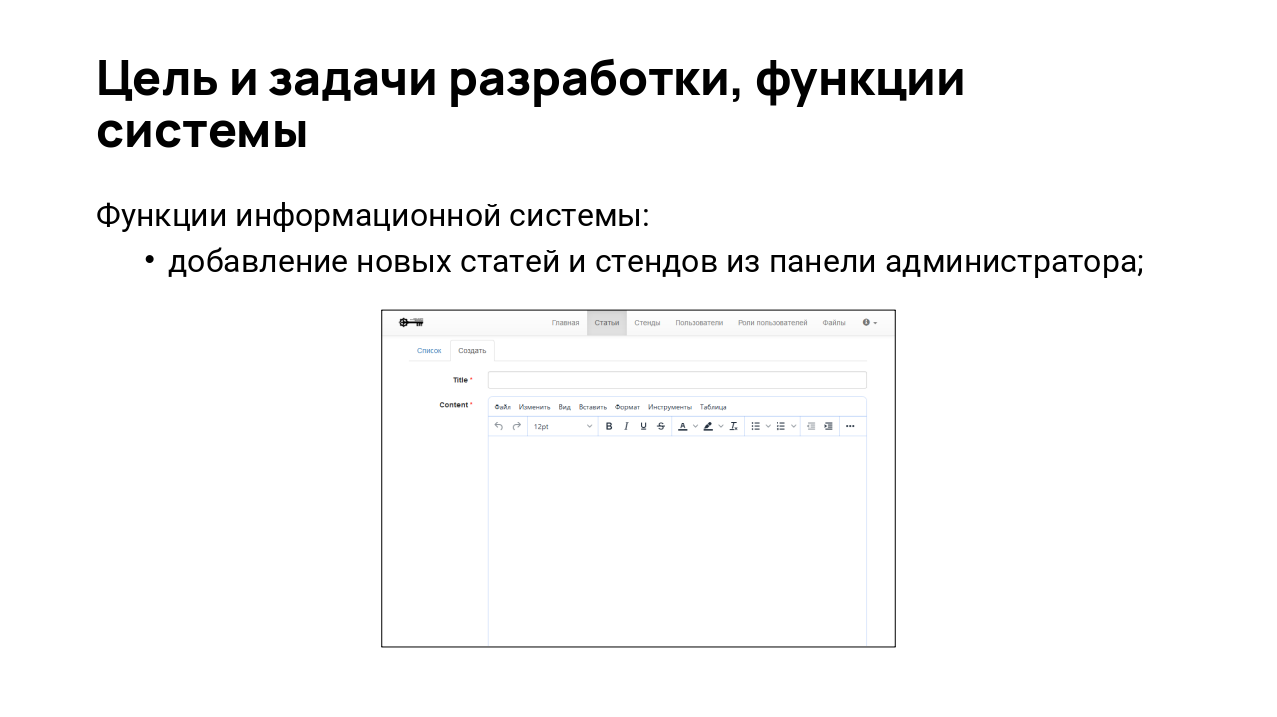 Цель и задачи разработки, функции
системы
Функции информационной системы:
• добавление новых статей и стендов из панели администратора;
Главная Статьи Стенды Пользователи Роли пользователей Файлы
Список Создать
Title *
Content *
Файл Изменить Вид Вставить Формат Инструменты Таблица
12pt B I U S A